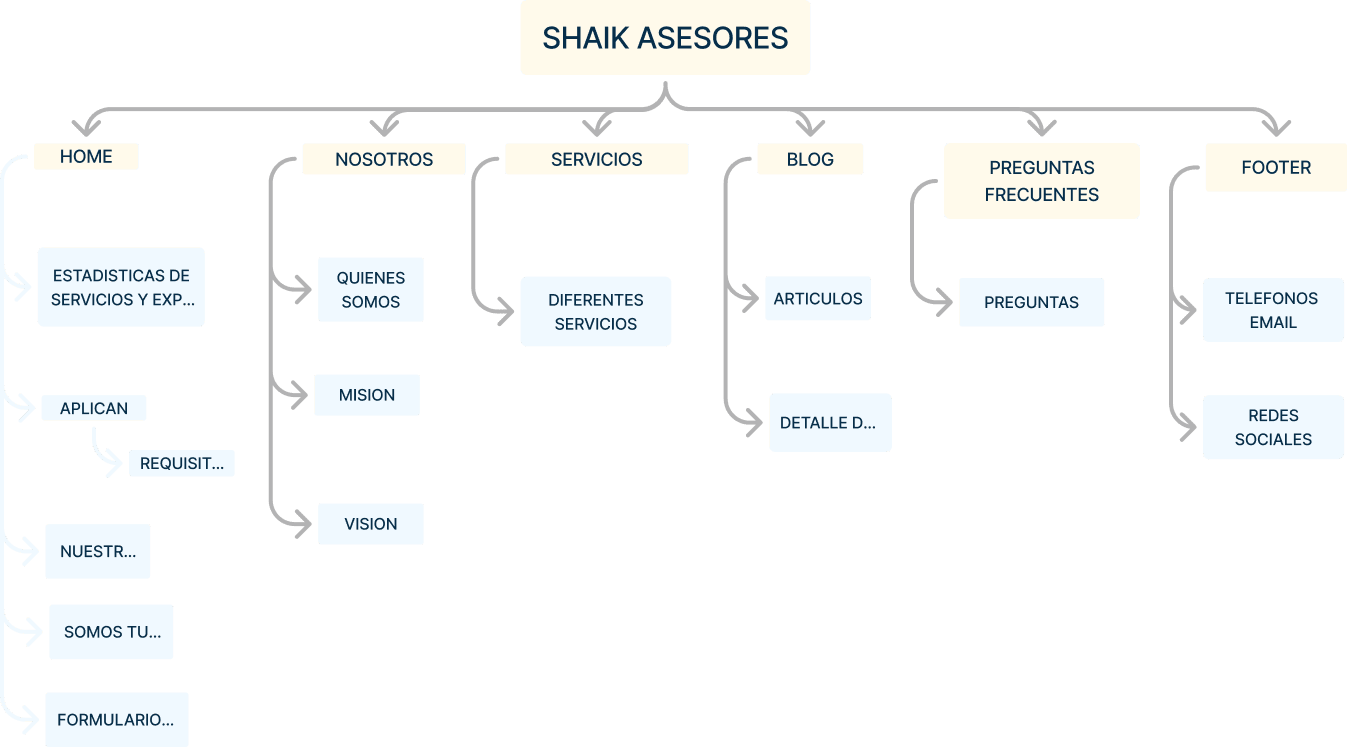 SHAIK ASESORES
HOME
NOSOTROS
SERVICIOS
BLOG
PREGUNTAS
FRECUENTES
FOOTER
ESTADISTICAS DE
SERVICIOS Y EXP...
APLICAN
REQUISIT...
NUESTR...
SOMOS TU...
FORMULARIO...
QUIENES
SOMOS
MISION
VISION
DIFERENTES
SERVICIOS
ARTICULOS
DETALLE D...
PREGUNTAS
TELEFONOS
EMAIL
REDES
SOCIALES